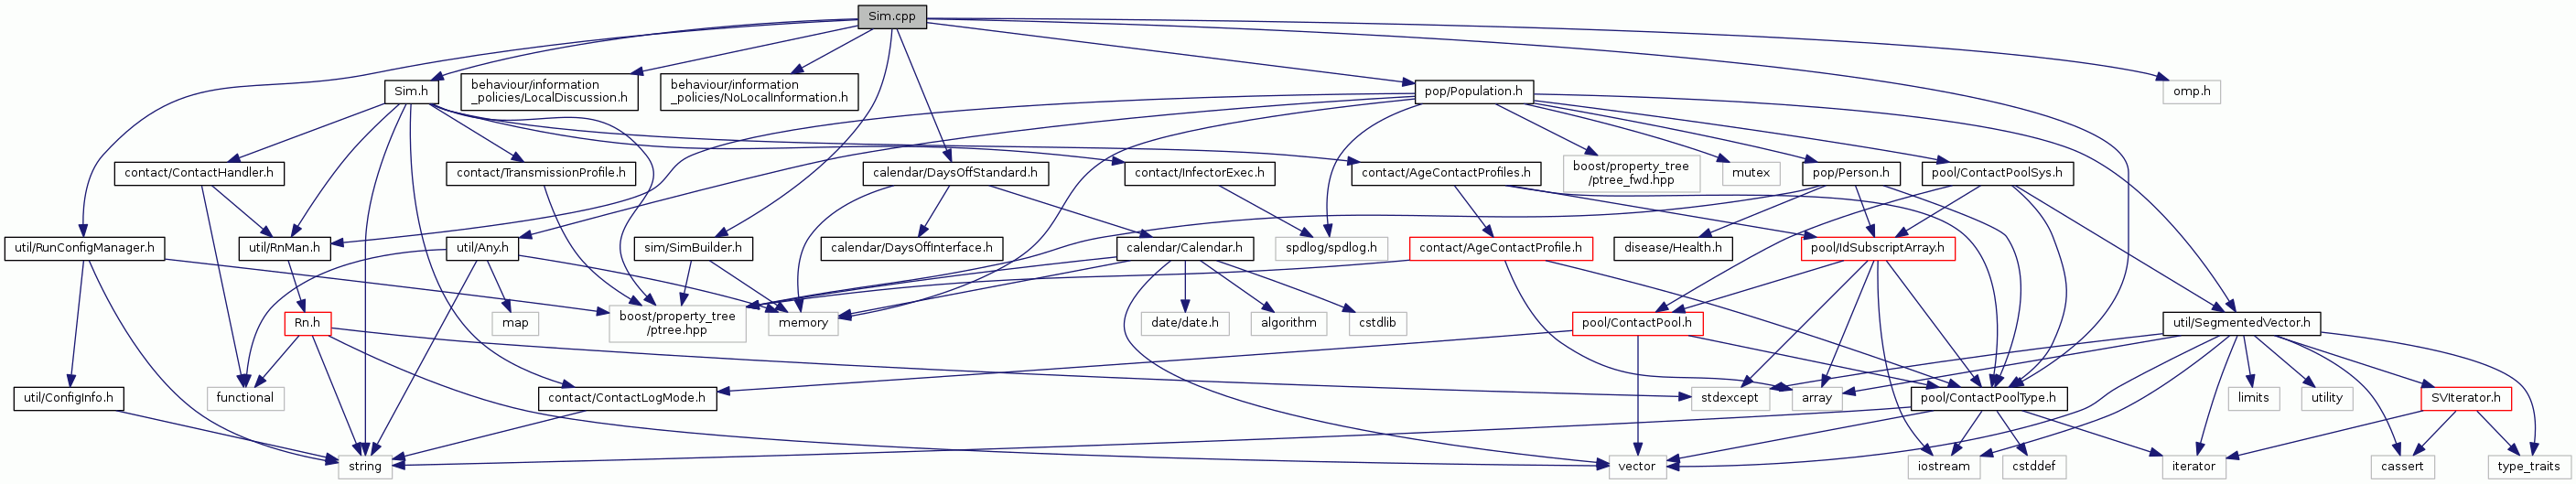 Sim.cpp
Sim.h
behaviour/information
_policies/LocalDiscussion.h
behaviour/information
_policies/NoLocalInformation.h
pop/Population.h
omp.h
contact/ContactHandler.h
contact/TransmissionProfile.h
calendar/DaysOffStandard.h
contact/InfectorExec.h
contact/AgeContactProfiles.h
boost/property_tree
/ptree_fwd.hpp
mutex
pop/Person.h
pool/ContactPoolSys.h
util/RunConfigManager.h
util/RnMan.h
util/Any.h
sim/SimBuilder.h
calendar/DaysOffInterface.h
calendar/Calendar.h
spdlog/spdlog.h
contact/AgeContactProfile.h
disease/Health.h
pool/IdSubscriptArray.h
Rn.h
map
boost/property_tree
/ptree.hpp
memory
date/date.h
algorithm
cstdlib
pool/ContactPool.h
util/SegmentedVector.h
util/ConfigInfo.h
functional
contact/ContactLogMode.h
stdexcept
array
pool/ContactPoolType.h
limits
utility
SVIterator.h
string
vector
iostream
cstddef
iterator
cassert
type_traits